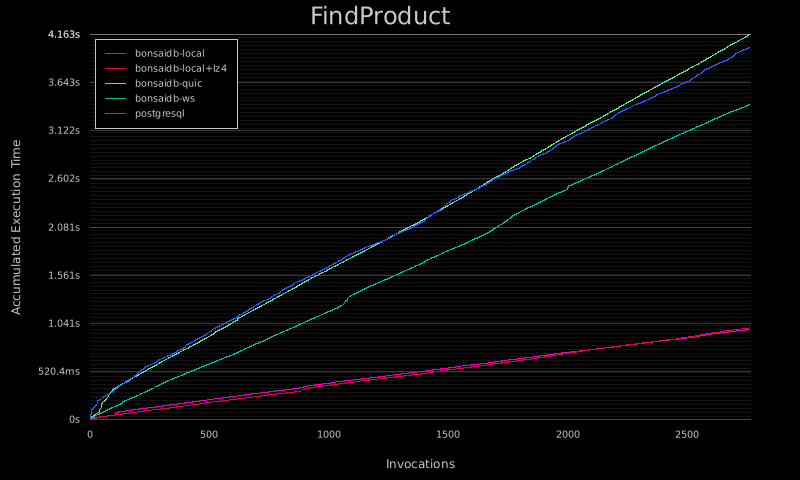 FindProduct
4.163s
3.643s
3.122s
2.602s
2.081s
1.561s
1.041s
520.4ms
0s
Accumulated Execution Time
bonsaidb-local
bonsaidb-local+lz4
bonsaidb-quic
bonsaidb-ws
postgresql
0 500 1000 1500 2000 2500
Invocations